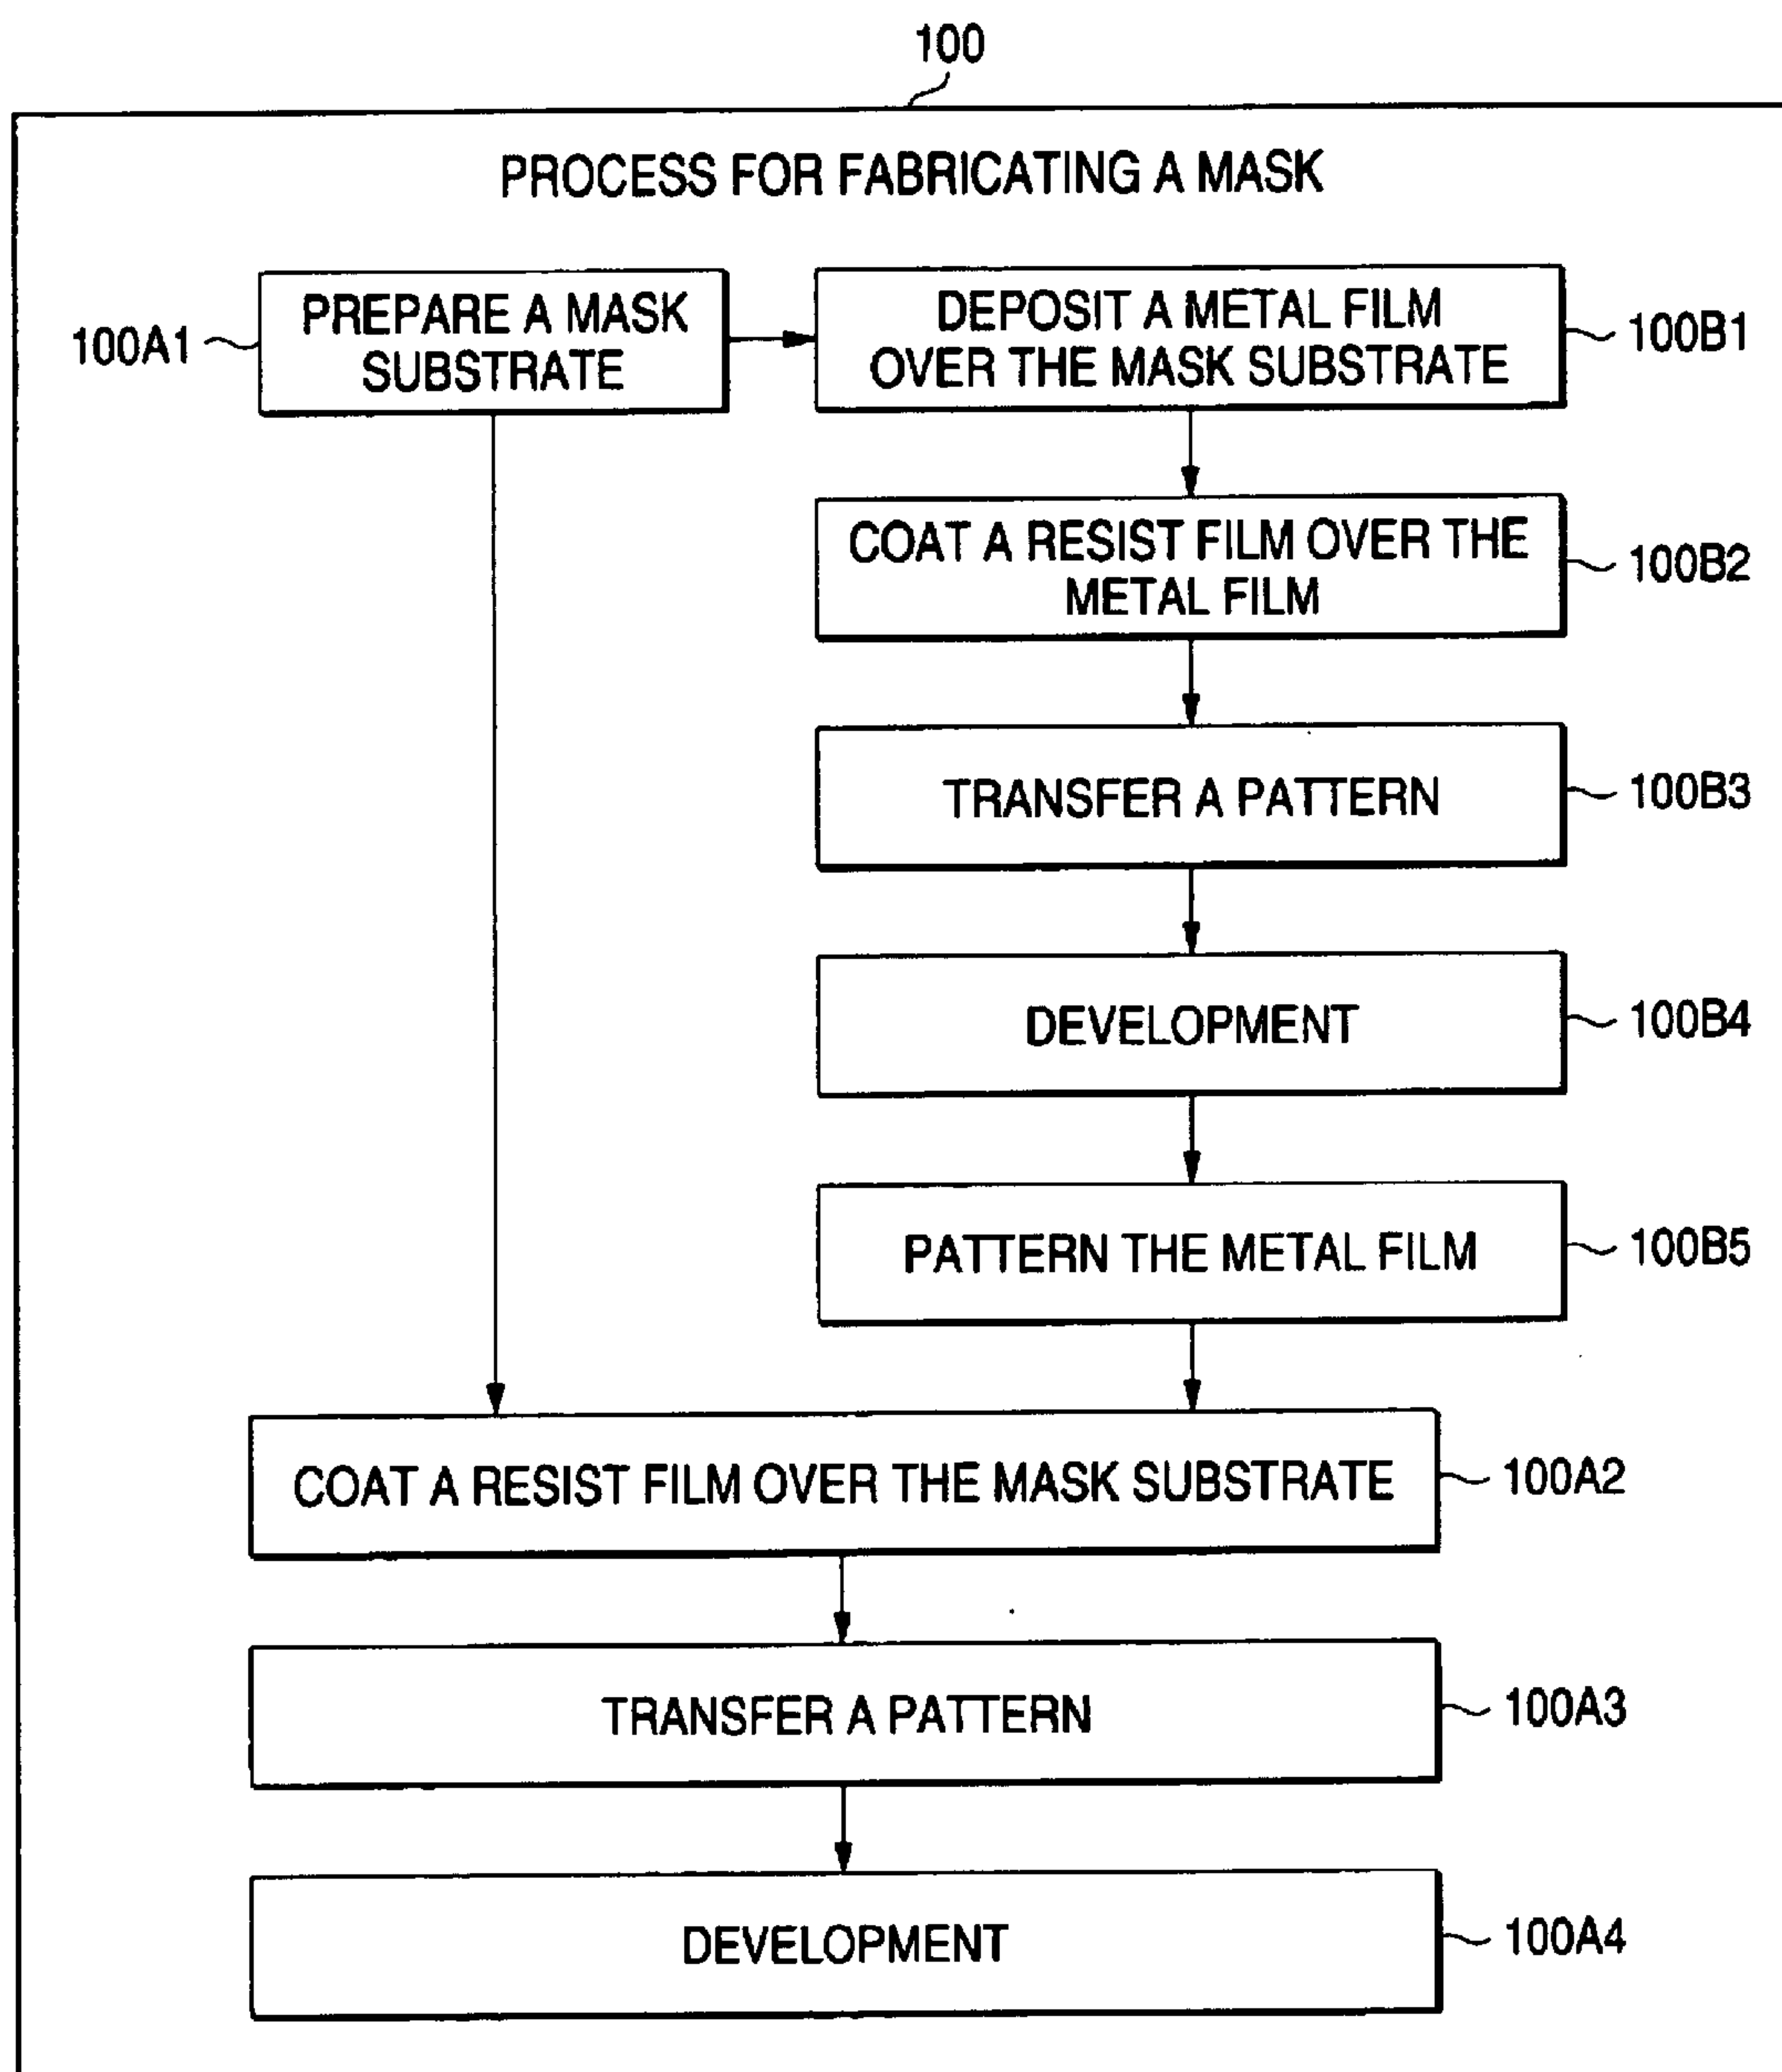 100
PROCESS FOR FABRICATING A MASK
100A1
PREPARE A MASK
SUBSTRATE
DEPOSIT A METAL FILM
OVER THE MASK SUBSTRATE
100B1
COAT A RESIST FILM OVER THE
METAL FILM
100B2
TRANSFER A PATTERN
100B3
DEVELOPMENT
100B4
PATTERN THE METAL FILM
100B5
COAT A RESIST FILM OVER THE MASK SUBSTRATE
100A2
TRANSFER A PATTERN
100A3
DEVELOPMENT
100A4